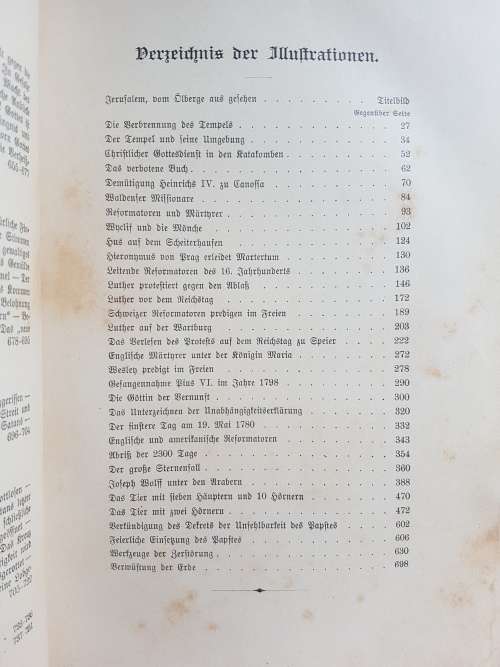 Verzeichnis der Illustrationen.
Jerusalem, vom Ölberge aus gesehen . . . . . . . . Titelbild
Gegenüber Seite
Die Verbrennung des Tempels . . . . . . . . 27
Der Tempel und seine Umgebung . . . . . . . . 34
Christlicher Gottesdienst in den Katakomben . . . . . . . . 52
Das verbotene Buch . . . . . . . . 62
Demütigung Heinrichs IV. zu Canossa . . . . . . . . 70
Waldenser Missionare . . . . . . . . 84
Reformatoren und Märtyrer . . . . . . . . 93
Wyclif und die Mönche . . . . . . . . 102
Hus auf dem Scheiterhaufen . . . . . . . . 124
Hieronymus von Prag erleidet Martertum . . . . . . . . 130
Leitende Reformatoren des 16. Jahrhunderts . . . . . . . . 136
Luther protestiert gegen den Ablaß . . . . . . . . 146
Luther vor dem Reichstag . . . . . . . . 172
Schweizer Reformatoren predigen im Freien . . . . . . . . 189
Luther auf der Wartburg . . . . . . . . 203
Das Verlesen des Protests auf dem Reichstag zu Speier . . . . . . . . 222
Englische Märtyrer unter der Königin Maria . . . . . . . . 272
Wesley predigt im Freien . . . . . . . . 278
Gefangennahme Pius VI. im Jahre 1798 . . . . . . . . 290
Die Göttin der Vernunft . . . . . . . . 300
Das Unterzeichnen der Unabhängigkeitserklärung . . . . . . . . 320
Der finstere Tag am 19. Mai 1780 . . . . . . . . 332
Englische und amerikanische Reformatoren . . . . . . . . 343
Abriß der 2300 Tage . . . . . . . . 354
Der große Sternenfall . . . . . . . . 360
Joseph Wolff unter den Arabern . . . . . . . . 388
Das Tier mit sieben Häuptern und 10 Hörnern . . . . . . . . 470
Das Tier mit zwei Hörnern . . . . . . . . 472
Verkündigung des Dekrets der Unfehlbarkeit des Papstes . . . . . . . . 602
Feierliche Einsetzung des Papstes . . . . . . . . 606
Werkzeuge der Zerstörung . . . . . . . . 630
Verwüstung der Erde . . . . . . . . 698